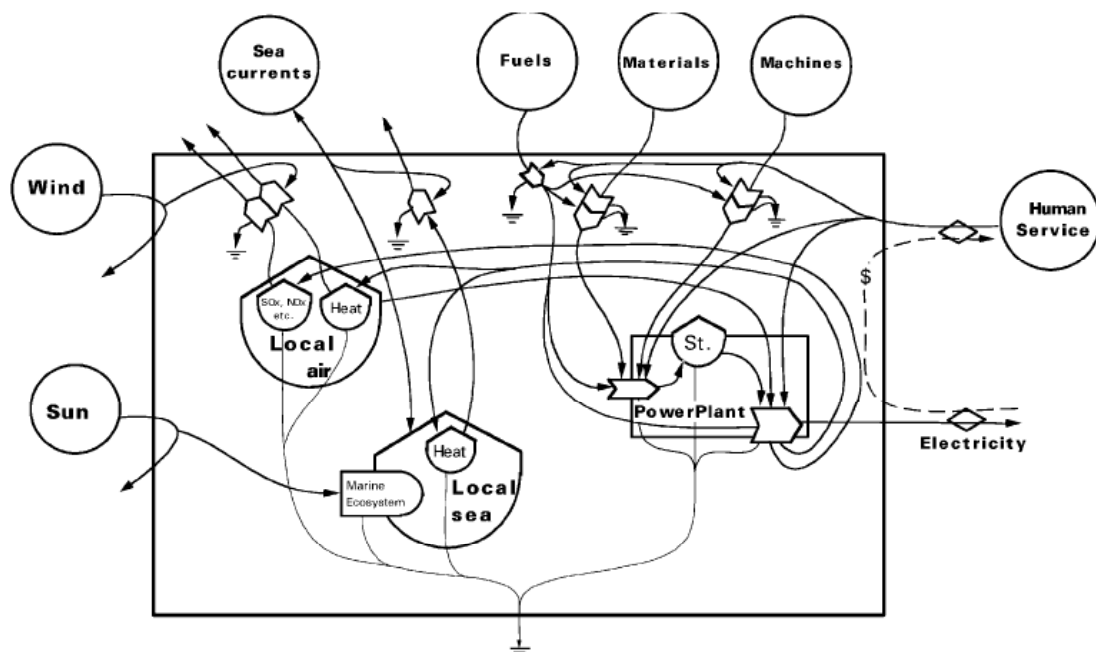 Sea
currents
Fuels
Materials
Machines
Wind
Human
Service
$
SOx, NOx
etc.
Heat
Local
air
St.
Sun
PowerPlant
Electricity
Heat
Marine
Ecosystem
Local
sea